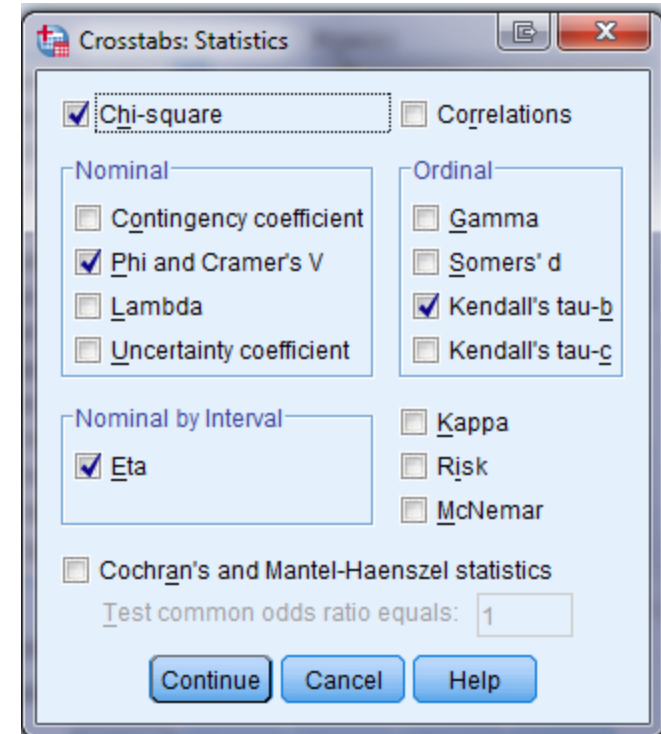 Crosstabs: Statistics
Chi-square
Correlations
Nominal
Contingency coefficient
Phi and Cramer's V
Lambda
Uncertainty coefficient
Ordinal
Gamma
Somers' d
Kendall's tau-b
Kendall's tau-c
Nominal by Interval
Eta
Kappa
Risk
McNemar
Cochran's and Mantel-Haenszel statistics
Test common odds ratio equals: 1
Continue Cancel Help